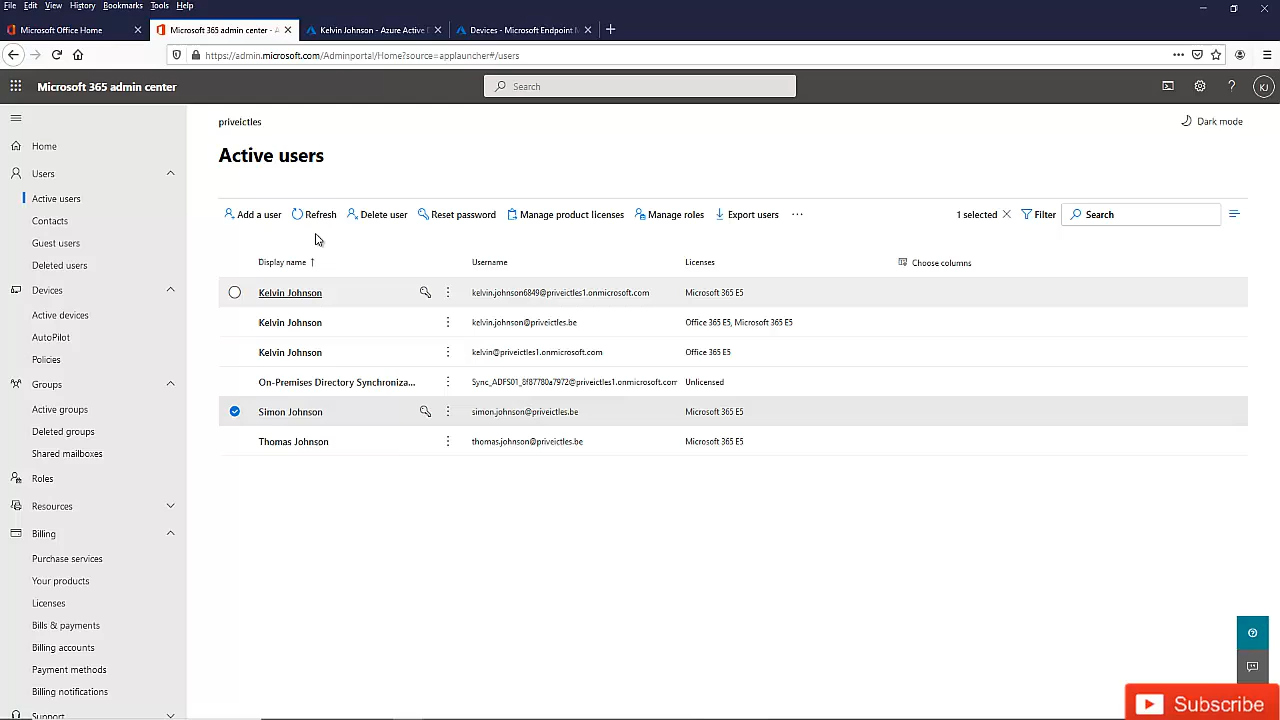 File Edit View History Bookmarks Tools Help
Microsoft Office Home
Microsoft 365 admin center - A
Kelvin Johnson - Azure Active D
Devices - Microsoft Endpoint M
https://admin.microsoft.com/Adminportal/Home?source=applauncher#/users
Microsoft 365 admin center
Search
KJ
priveictles
Dark mode
Active users
Add a user Refresh Delete user Reset password Manage product licenses Manage roles Export users
1 selected Filter Search
Display name ↑ Username Licenses Choose columns
Kelvin Johnson kelvin.johnson6849@priveictles1.onmicrosoft.com Microsoft 365 E5
Kelvin Johnson kelvin.johnson@priveictles.be Office 365 E5, Microsoft 365 E5
Kelvin Johnson kelvin@priveictles1.onmicrosoft.com Office 365 E5
On-Premises Directory Synchroniza... Sync_ADFS01_8f87780a7972@priveictles1.onmicrosoft.com Unlicensed
Simon Johnson simon.johnson@priveictles.be Microsoft 365 E5
Thomas Johnson thomas.johnson@priveictles.be Microsoft 365 E5
Home
Users
Active users
Contacts
Guest users
Deleted users
Devices
Active devices
AutoPilot
Policies
Groups
Active groups
Deleted groups
Shared mailboxes
Roles
Resources
Billing
Purchase services
Your products
Licenses
Bills & payments
Billing accounts
Payment methods
Billing notifications
Support
Subscribe